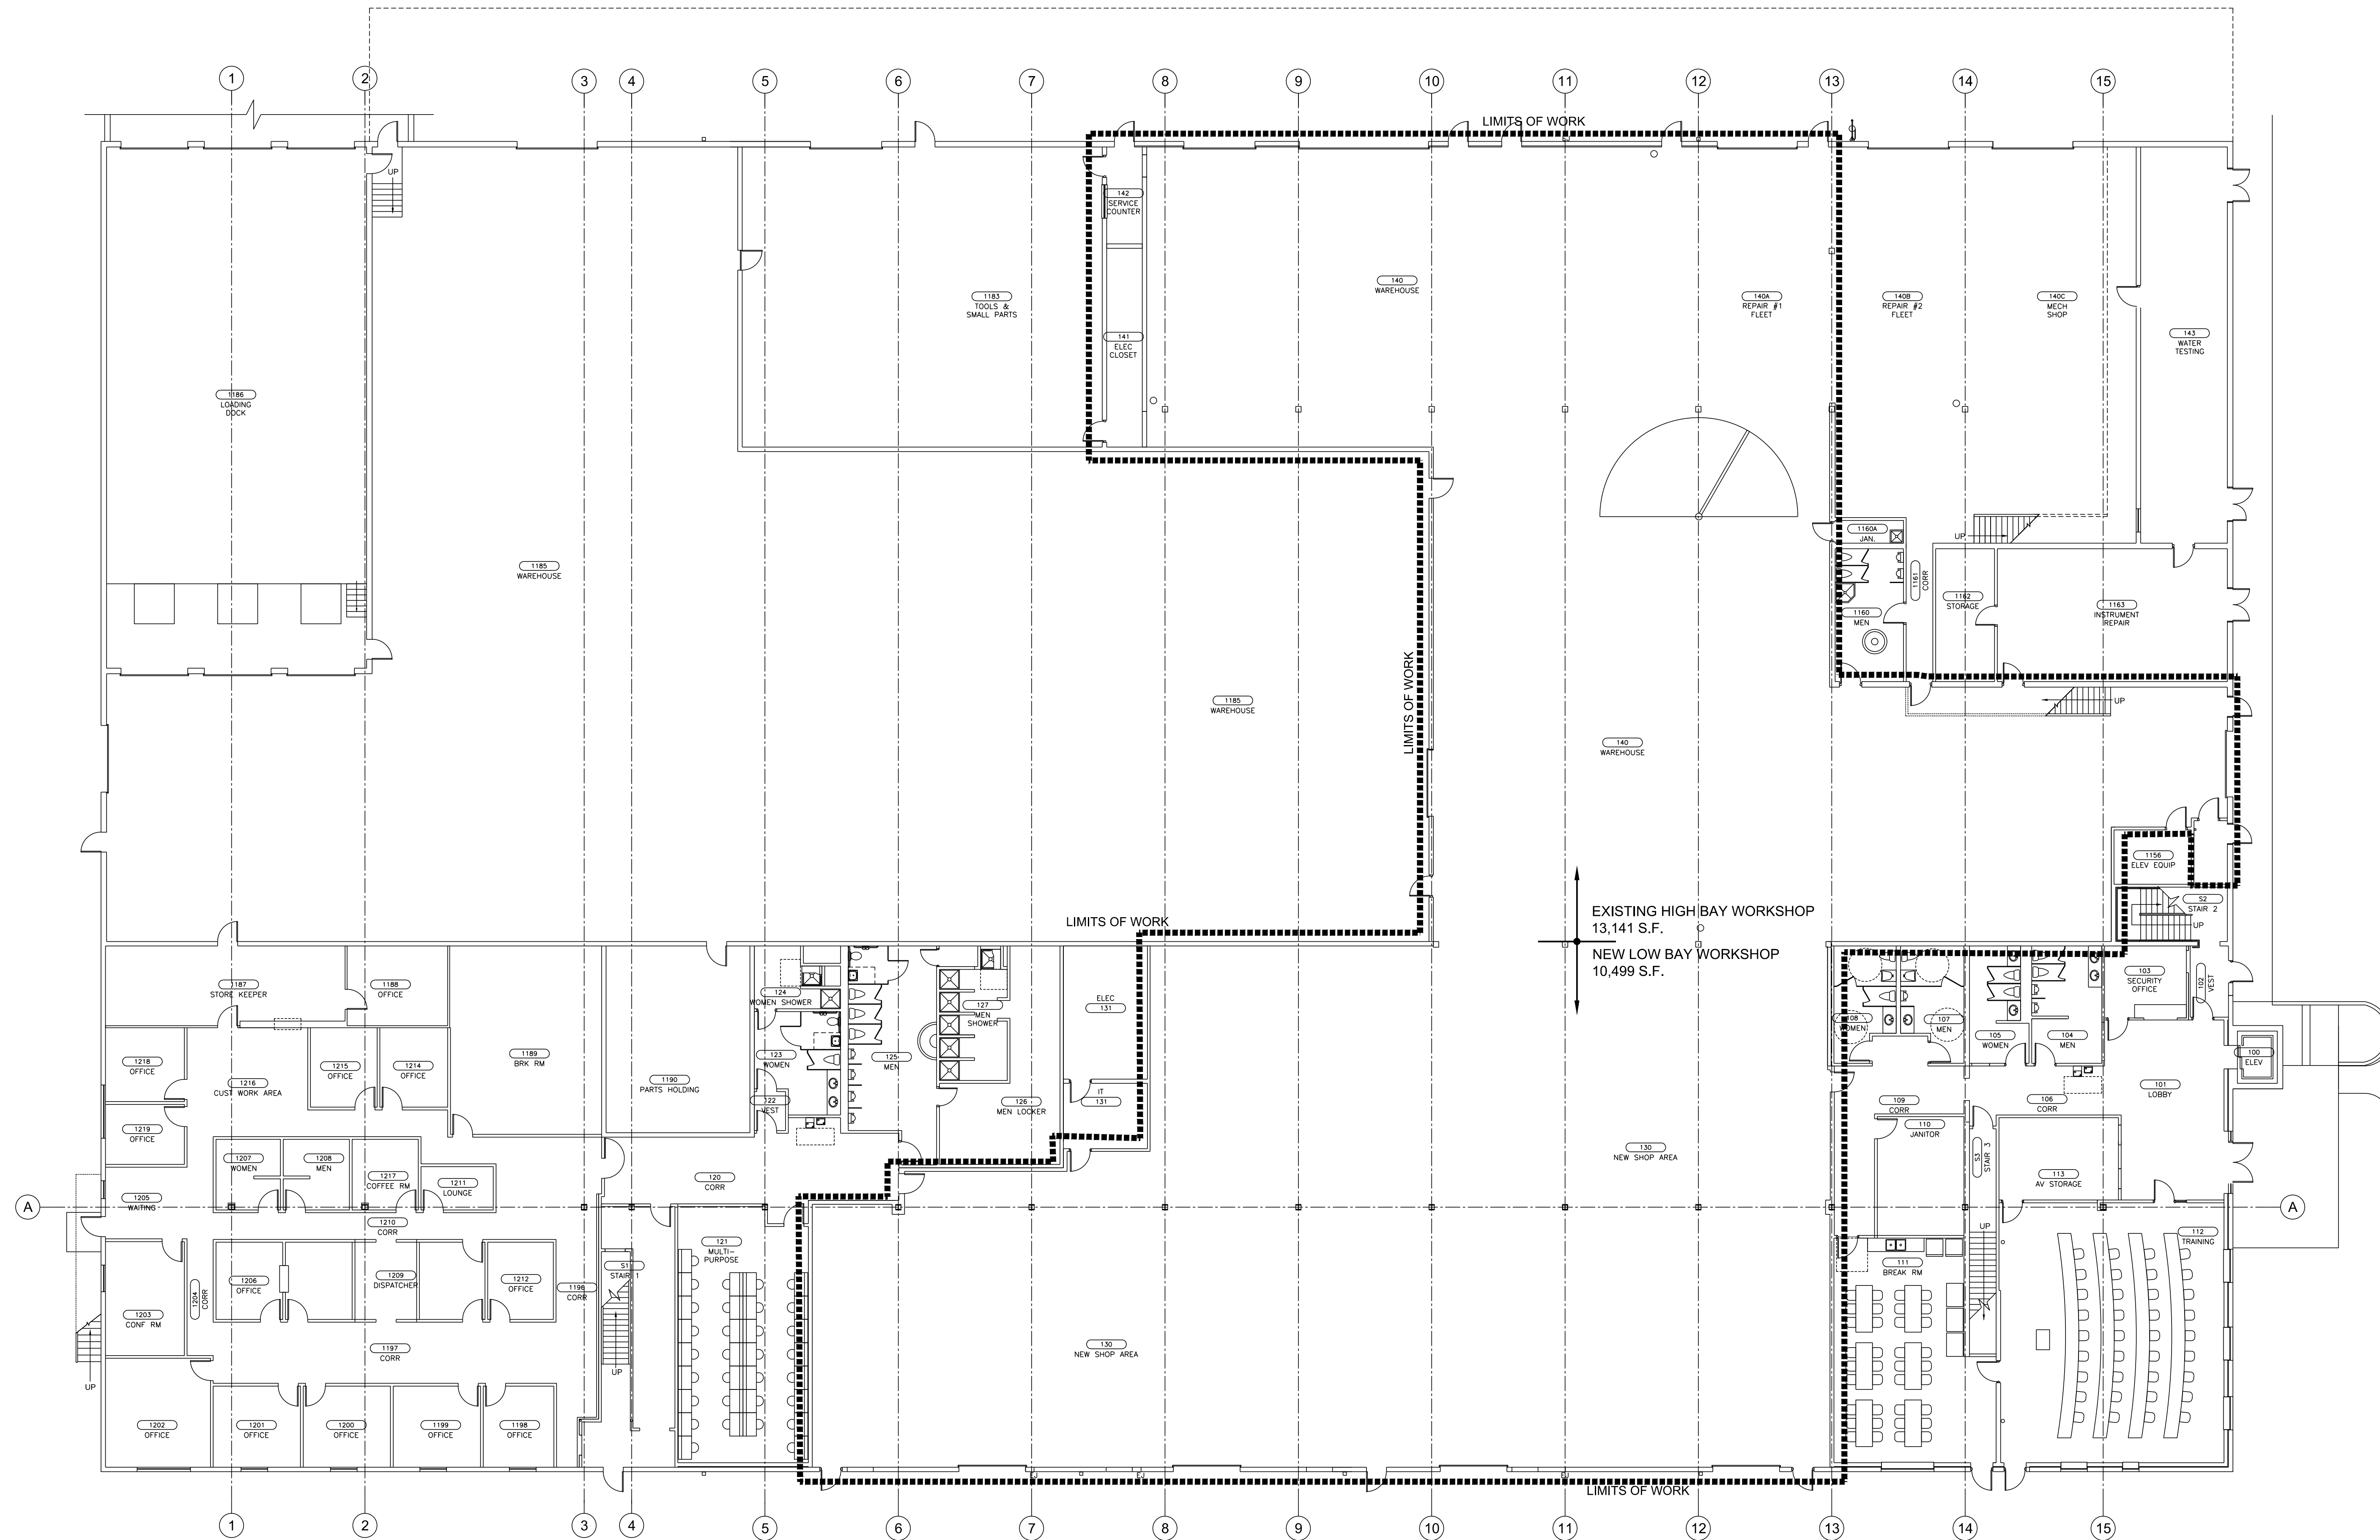 1
2
3
4
5
6
7
8
9
10
11
12
13
14
15
LIMITS OF WORK
UP
142
SERVICE
COUNTER
1183
TOOLS &
SMALL PARTS
141
ELEC
CLOSET
140
WAREHOUSE
140A
REPAIR #1
FLEET
140B
REPAIR #2
FLEET
140C
MECH
SHOP
143
WATER
TESTING
1186
LOADING
DOCK
1185
WAREHOUSE
1160A
JAN.
UP
1161
CORR
1160
MEN
1162
STORAGE
1163
INSTRUMENT
REPAIR
LIMITS OF WORK
1185
WAREHOUSE
UP
140
WAREHOUSE
1156
ELEV EQUIP
S2
STAIR 2
UP
LIMITS OF WORK
EXISTING HIGH BAY WORKSHOP
13,141 S.F.
NEW LOW BAY WORKSHOP
10,499 S.F.
1187
STORE KEEPER
1188
OFFICE
124
WOMEN SHOWER
127
MEN
SHOWER
ELEC
131
103
SECURITY
OFFICE
102
VEST
108
WOMEN
107
MEN
105
WOMEN
104
MEN
100
ELEV
1218
OFFICE
1216
CUST WORK AREA
1215
OFFICE
1214
OFFICE
1189
BRK RM
1190
PARTS HOLDING
123
WOMEN
125
MEN
122
VEST
126
MEN LOCKER
IT
131
101
LOBBY
109
CORR
106
CORR
110
JANITOR
1219
OFFICE
1207
WOMEN
1208
MEN
1217
COFFEE RM
1211
LOUNGE
120
CORR
130
NEW SHOP AREA
S3
STAIR 3
113
AV STORAGE
1205
WAITING
A
A
1210
CORR
121
MULTI-
PURPOSE
UP
112
TRAINING
1206
OFFICE
1209
DISPATCHER
1212
OFFICE
1196
CORR
S1
STAIR 1
111
BREAK RM
1204
CORR
1203
CONF RM
1197
CORR
130
NEW SHOP AREA
UP
UP
1202
OFFICE
1201
OFFICE
1200
OFFICE
1199
OFFICE
1198
OFFICE
EJ
EJ
EJ
LIMITS OF WORK
1
2
3
4
5
6
7
8
9
10
11
12
13
14
15